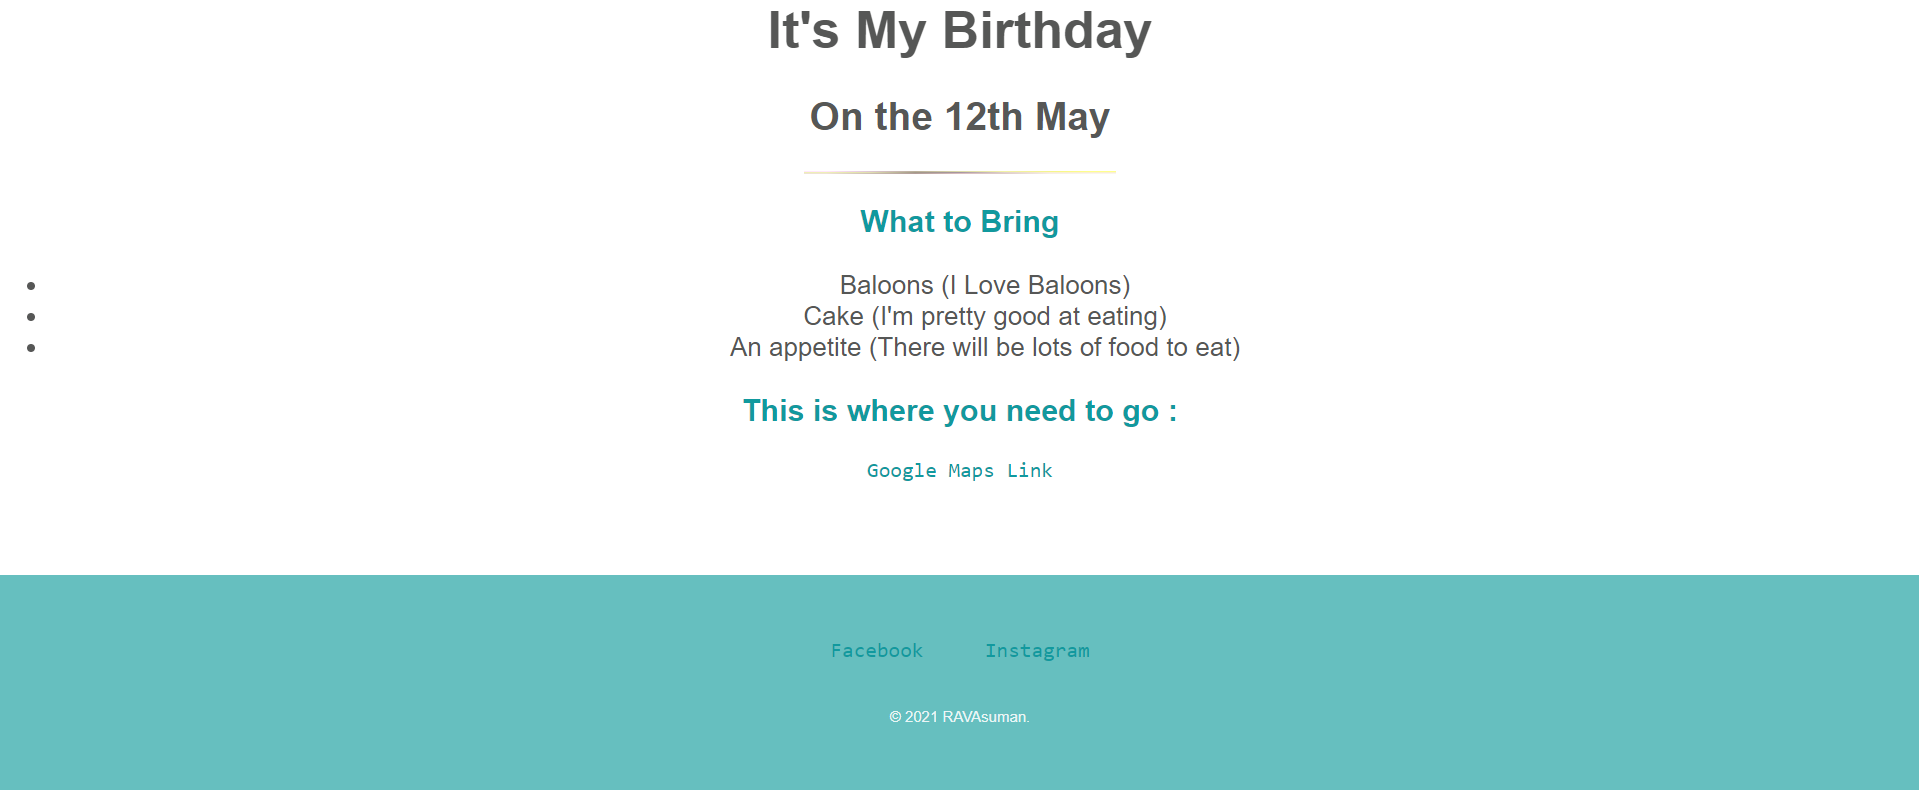 It's My Birthday
On the 12th May
What to Bring
• Baloons (I Love Baloons)
• Cake (I'm pretty good at eating)
• An appetite (There will be lots of food to eat)
This is where you need to go :
Google Maps Link
Facebook Instagram
© 2021 RAVAsuman.